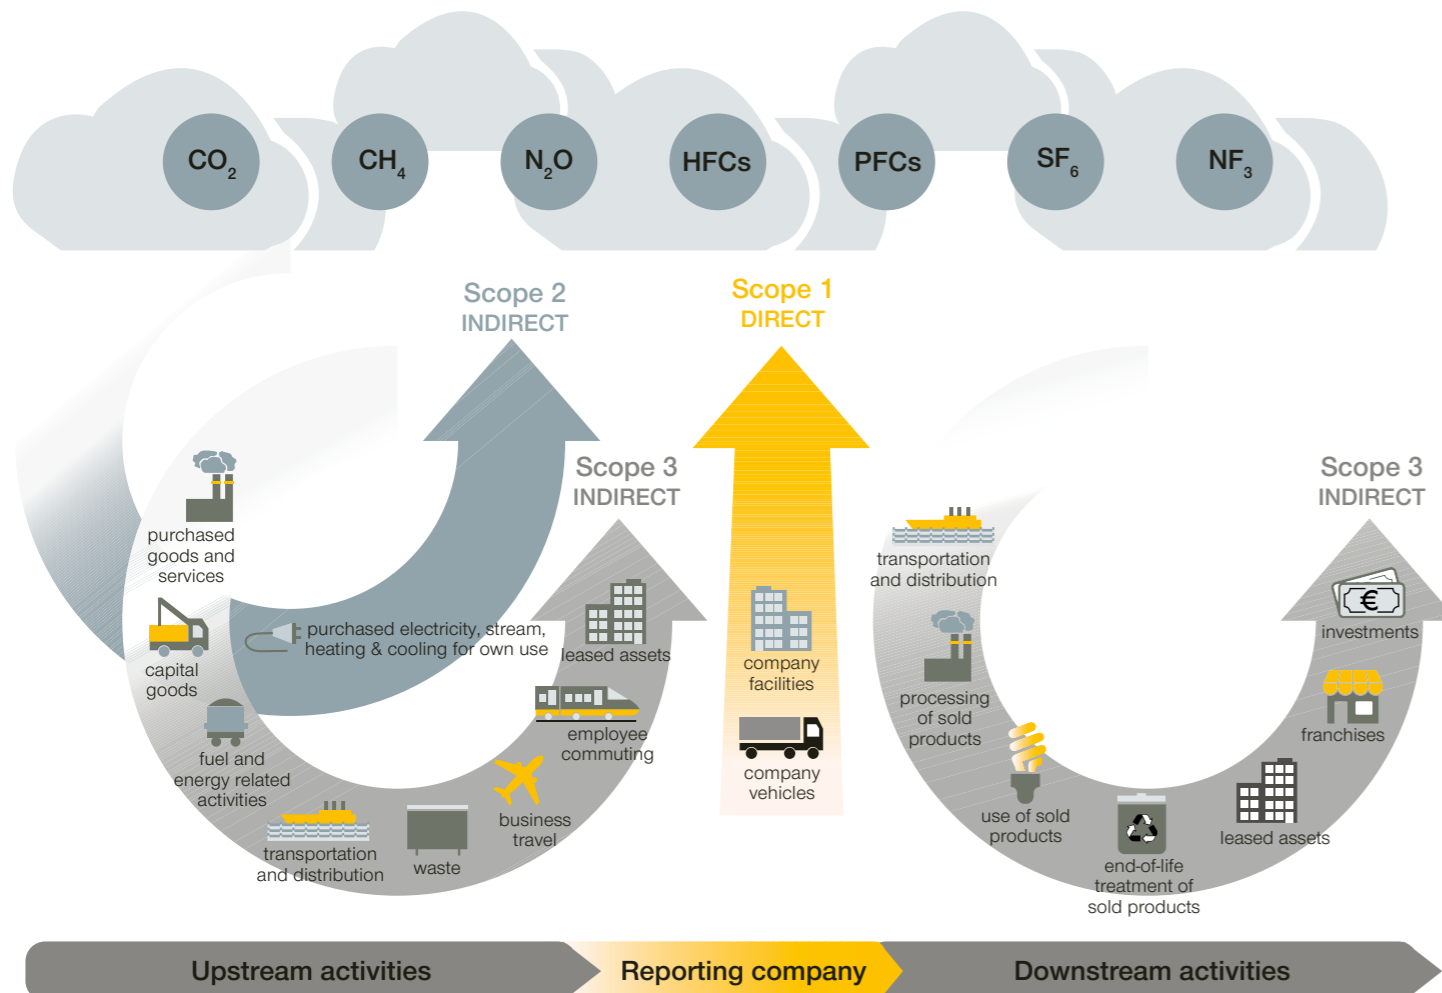 CO₂
CH₄
N₂O
HFCs
PFCs
SF₆
NF₃
Scope 2
INDIRECT
Scope 1
DIRECT
Scope 3
INDIRECT
Scope 3
INDIRECT
purchased
goods and
services
capital
goods
fuel and
energy related
activities
transportation
and distribution
waste
business
travel
employee
commuting
leased assets
purchased electricity, stream,
heating & cooling for own use
company
facilities
company
vehicles
transportation
and distribution
processing
of sold
products
use of sold
products
end-of-life
treatment of
sold products
leased assets
franchises
€
investments
Upstream activities
Reporting company
Downstream activities